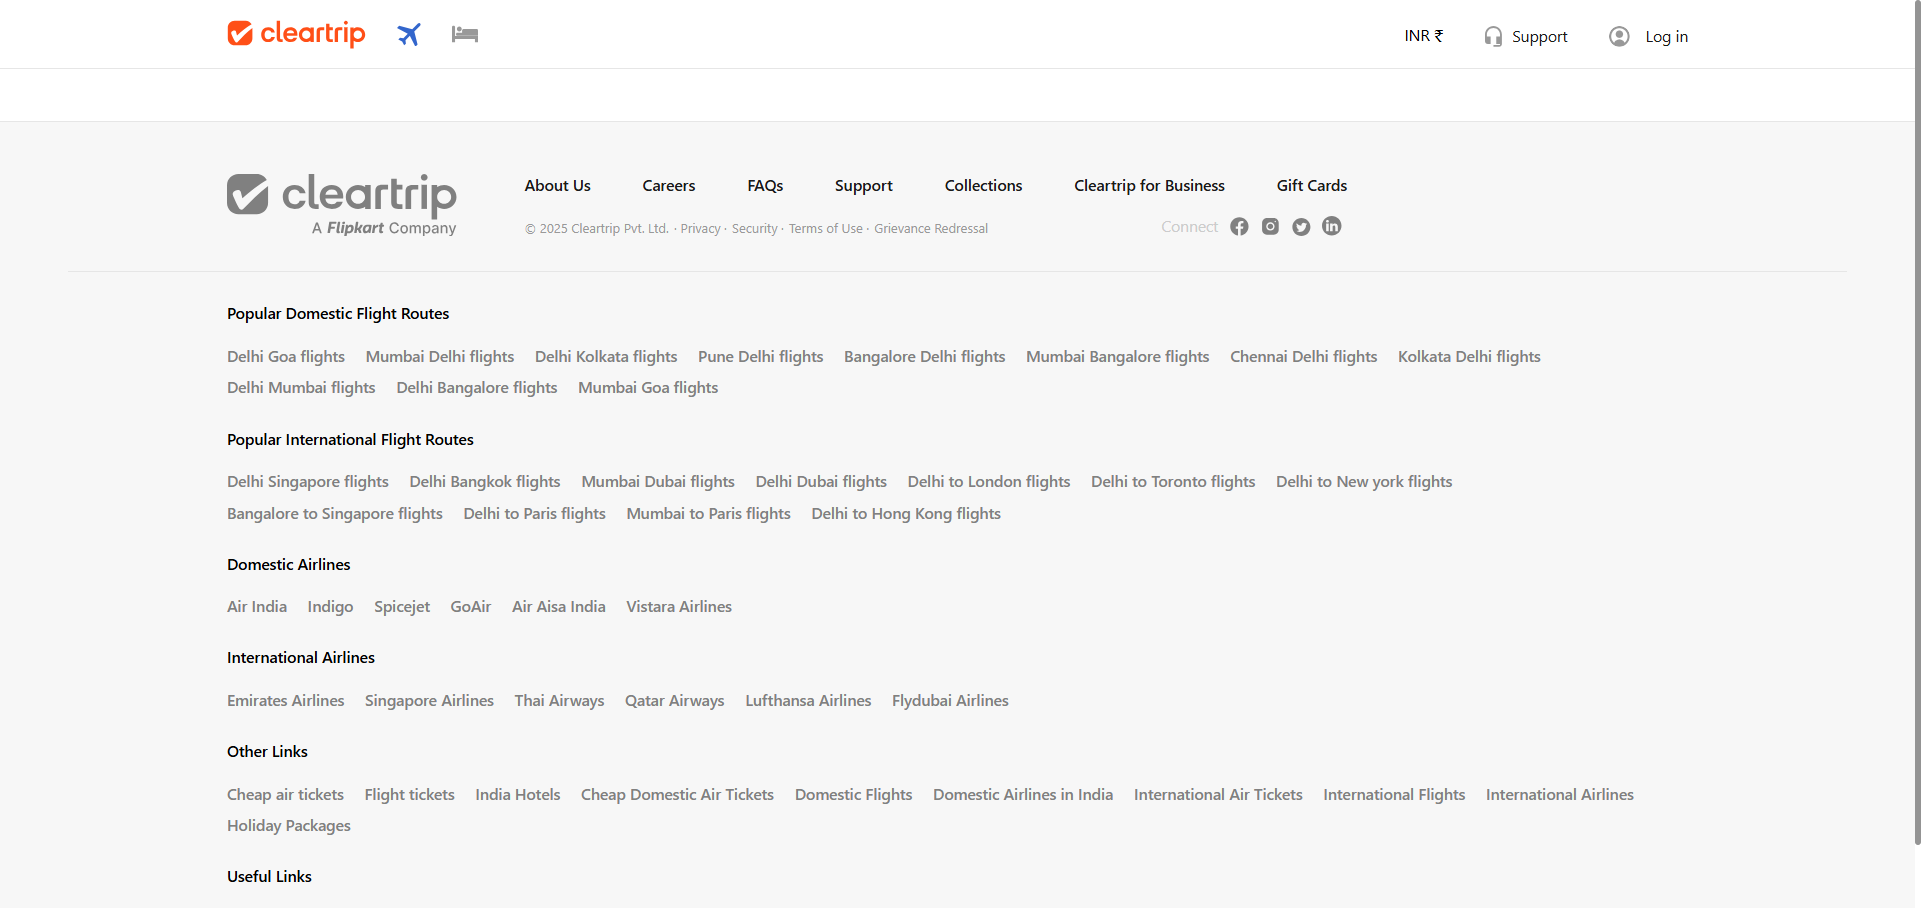 cleartrip INR ₹ Support Log in
cleartrip About Us Careers FAQs Support Collections Cleartrip for Business Gift Cards
A Flipkart Company © 2025 Cleartrip Pvt. Ltd. · Privacy · Security · Terms of Use · Grievance Redressal Connect
Popular Domestic Flight Routes
Delhi Goa flights Mumbai Delhi flights Delhi Kolkata flights Pune Delhi flights Bangalore Delhi flights Mumbai Bangalore flights Chennai Delhi flights Kolkata Delhi flights
Delhi Mumbai flights Delhi Bangalore flights Mumbai Goa flights
Popular International Flight Routes
Delhi Singapore flights Delhi Bangkok flights Mumbai Dubai flights Delhi Dubai flights Delhi to London flights Delhi to Toronto flights Delhi to New york flights
Bangalore to Singapore flights Delhi to Paris flights Mumbai to Paris flights Delhi to Hong Kong flights
Domestic Airlines
Air India Indigo Spicejet GoAir Air Aisa India Vistara Airlines
International Airlines
Emirates Airlines Singapore Airlines Thai Airways Qatar Airways Lufthansa Airlines Flydubai Airlines
Other Links
Cheap air tickets Flight tickets India Hotels Cheap Domestic Air Tickets Domestic Flights Domestic Airlines in India International Air Tickets International Flights International Airlines
Holiday Packages
Useful Links